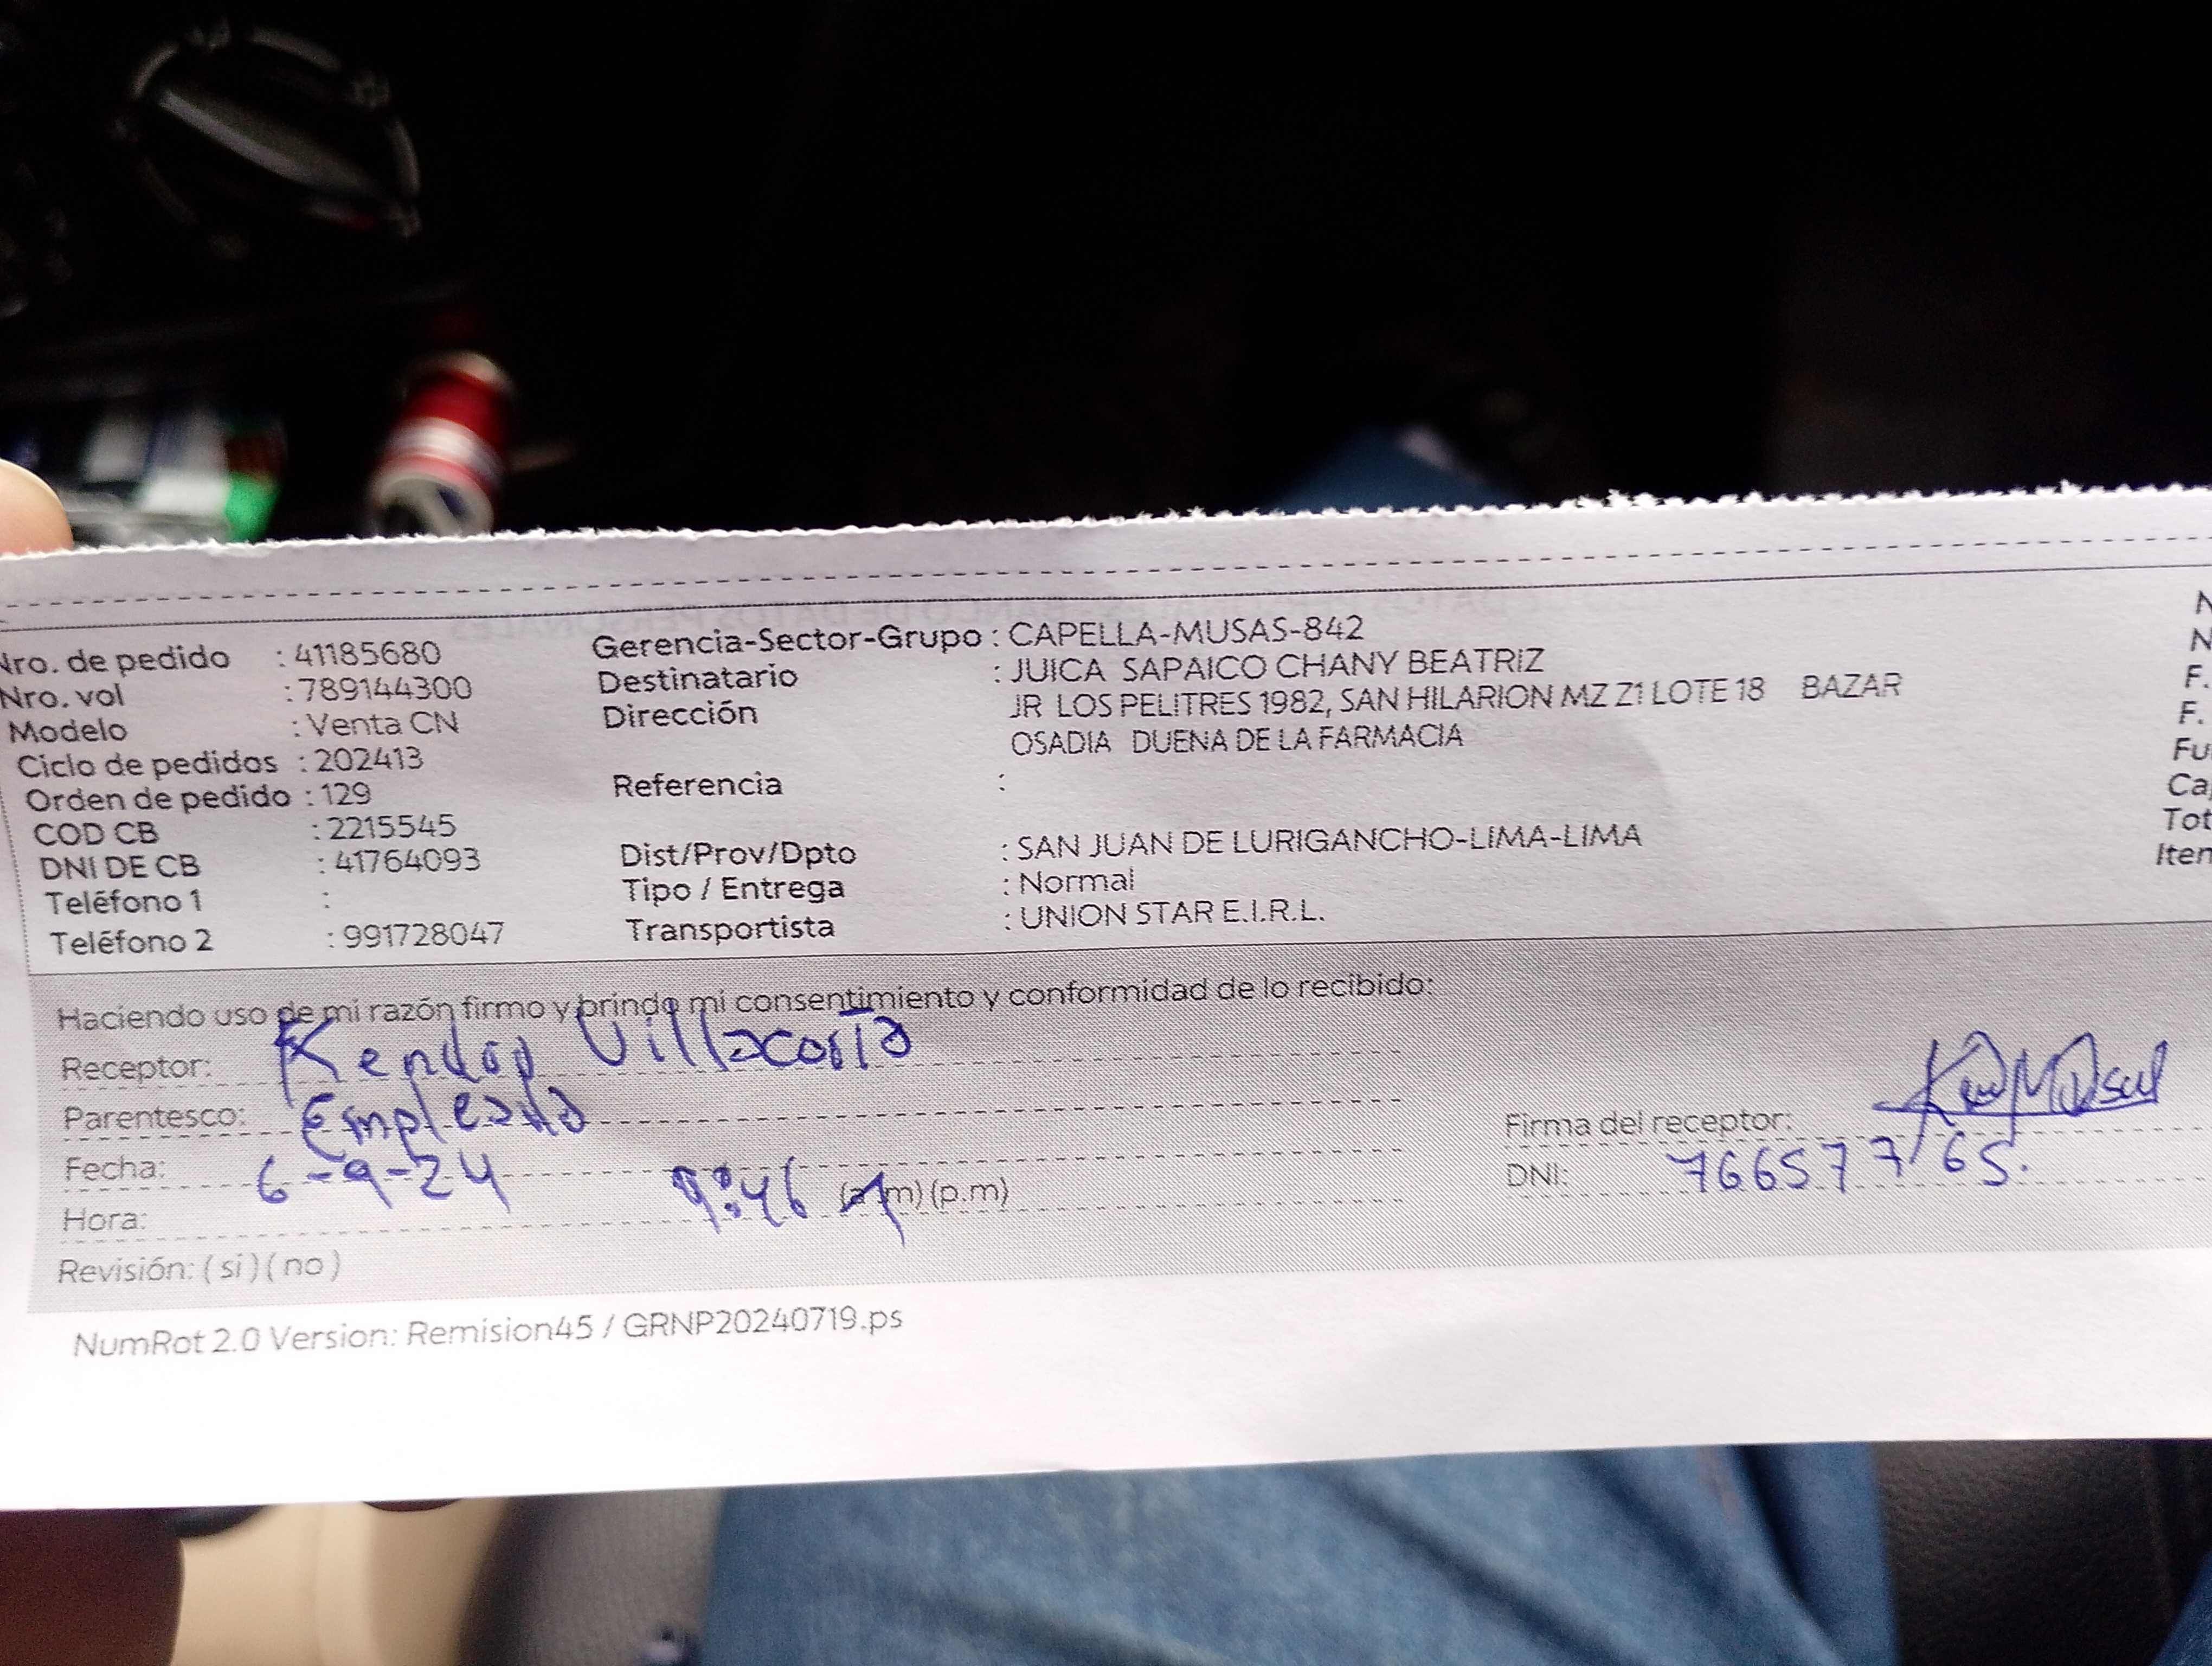 Nro. de pedido : 41185680
Nro. vol : 789144300
Modelo : Venta CN
Ciclo de pedidos : 202413
Orden de pedido : 129
COD CB : 2215545
DNI DE CB : 41764093
Teléfono 1 :
Teléfono 2 : 991728047
Gerencia-Sector-Grupo : CAPELLA-MUSAS-842
Destinatario : JUICA SAPAICO CHANY BEATRIZ
Dirección JR LOS PELITRES 1982, SAN HILARION MZ Z1 LOTE 18 BAZAR
OSADIA DUENA DE LA FARMACIA
Referencia :
Dist/Prov/Dpto : SAN JUAN DE LURIGANCHO-LIMA-LIMA
Tipo / Entrega : Normal
Transportista : UNION STAR E.I.R.L.
N
N
F.
F.
Fu
Ca
Tot
Iten
Haciendo uso de mi razón firmo y brindo mi consentimiento y conformidad de lo recibido:
Receptor: Villacorta
Parentesco: Empleada
Fecha: 6-9-24
Hora: 9:46 (a.m) (p.m)
Revisión: ( si ) ( no )
Firma del receptor:
DNI: 76657765.
NumRot 2.0 Version: Remision45 / GRNP20240719.ps